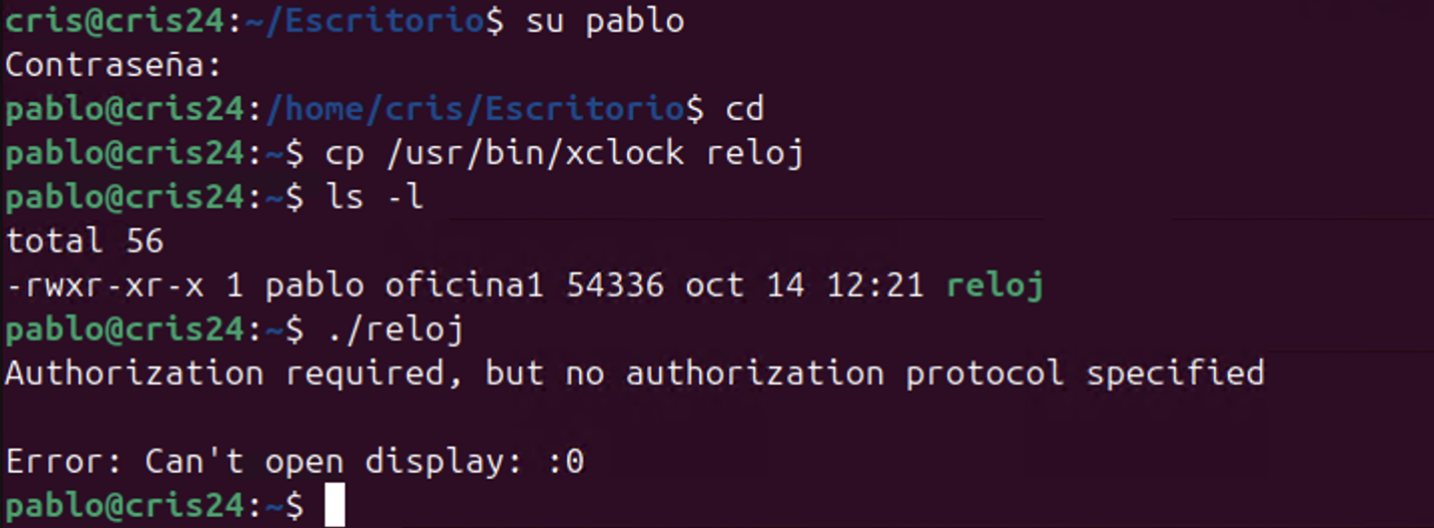 cris@cris24:~/Escritorio$ su pablo
Contraseña:
pablo@cris24:/home/cris/Escritorio$ cd
pablo@cris24:~$ cp /usr/bin/xclock reloj
pablo@cris24:~$ ls -l
total 56
-rwxr-xr-x 1 pablo oficina1 54336 oct 14 12:21 reloj
pablo@cris24:~$ ./reloj
Authorization required, but no authorization protocol specified
Error: Can't open display: :0
pablo@cris24:~$